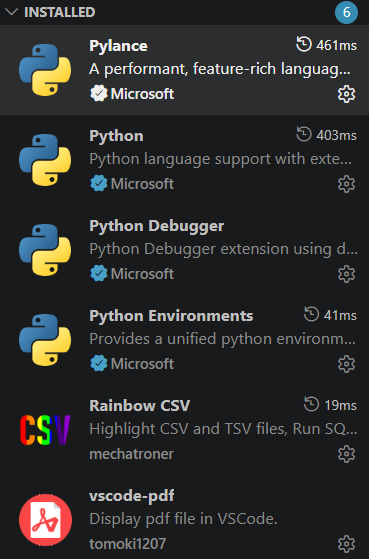 INSTALLED 6
Pylance 461ms
A performant, feature-rich languag...
Microsoft
Python 403ms
Python language support with exte...
Microsoft
Python Debugger
Python Debugger extension using d...
Microsoft
Python Environments 41ms
Provides a unified python environm...
Microsoft
CSV
Rainbow CSV 19ms
Highlight CSV and TSV files, Run SQ...
mechatroner
vscode-pdf
Display pdf file in VSCode.
tomoki1207